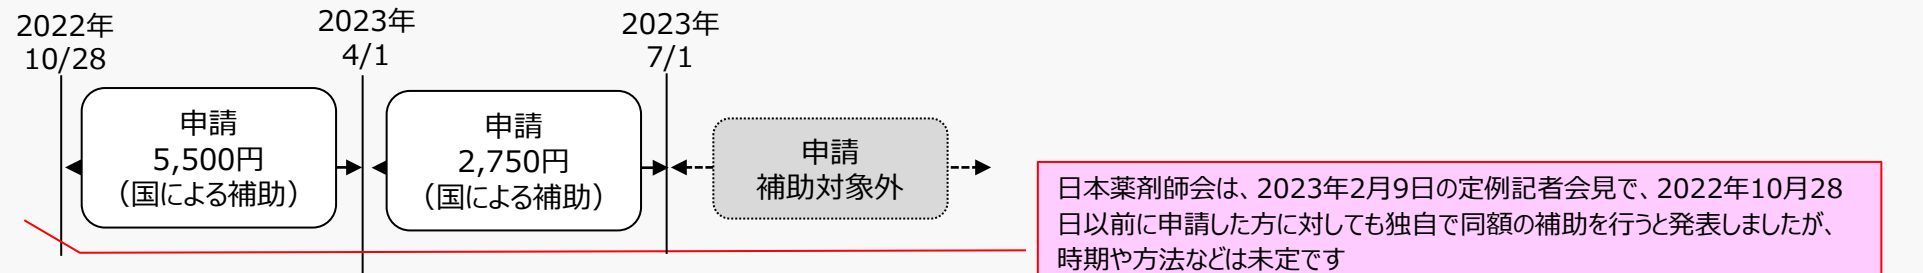 2022年
10/28
2023年
4/1
2023年
7/1
申請
5,500円
（国による補助）
申請
2,750円
（国による補助）
申請
補助対象外
日本薬剤師会は、2023年2月9日の定例記者会見で、2022年10月28
日以前に申請した方に対しても独自で同額の補助を行うと発表しましたが、
時期や方法などは未定です